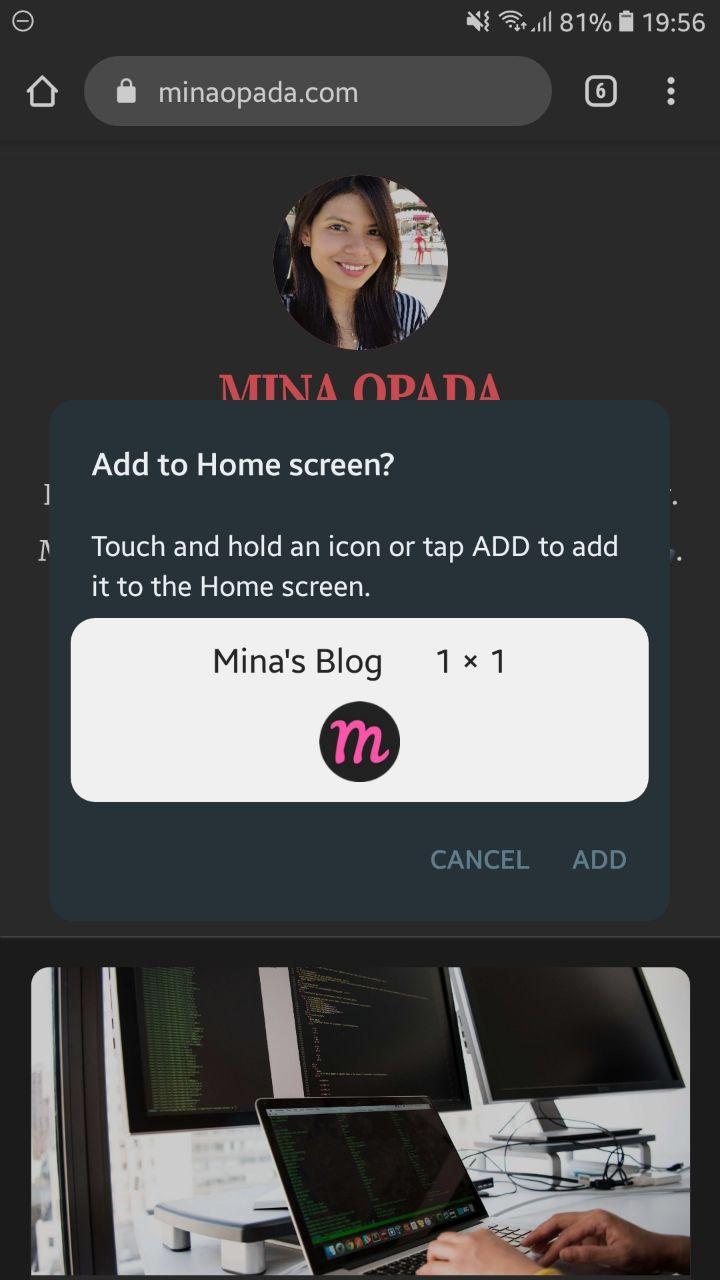 81% 19:56
minaopada.com
6
MINA OPADA
Add to Home screen?
Touch and hold an icon or tap ADD to add
it to the Home screen.
Mina's Blog 1 × 1
m
CANCEL ADD